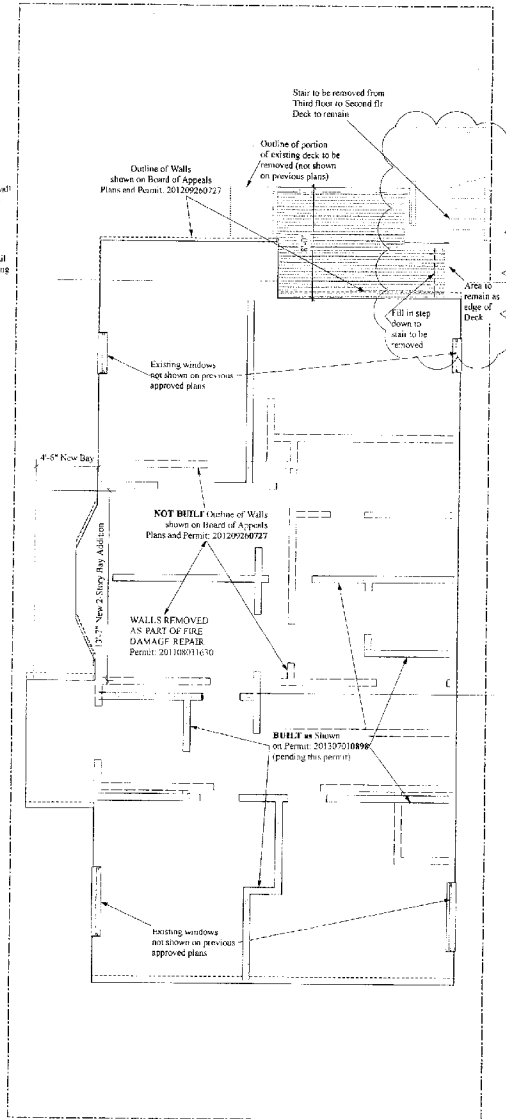 Stair to be removed from
Third floor to Second flr
Deck to remain
Outline of portion
of existing deck to be
removed (not shown
on previous plans)
Outline of Walls
shown on Board of Appeals
Plans and Permit: 201209260727
Area to
remain as
edge of
Deck
Fill in step
down to
stair to be
removed
Existing windows
not shown on previous
approved plans
4'-6" New Bay
NOT BUILT Outline of Walls
shown on Board of Appeals
Plans and Permit: 201209260727
13'-7" New 2-Story Bay Addition
WALLS REMOVED
AS PART OF FIRE
DAMAGE REPAIR
Permit: 201108031630
BUILT as Shown
on Permit: 201307010898
(pending this permit)
Existing windows
not shown on previous
approved plans